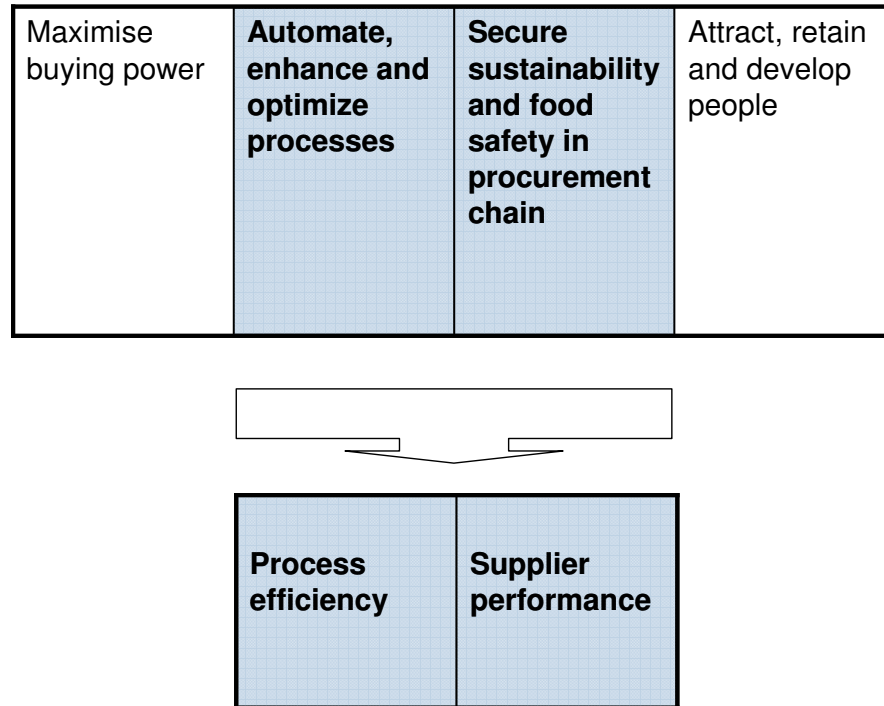 Maximise
buying power
Automate,
enhance and
optimize
processes
Secure
sustainability
and food
safety in
procurement
chain
Attract, retain
and develop
people
Process
efficiency
Supplier
performance